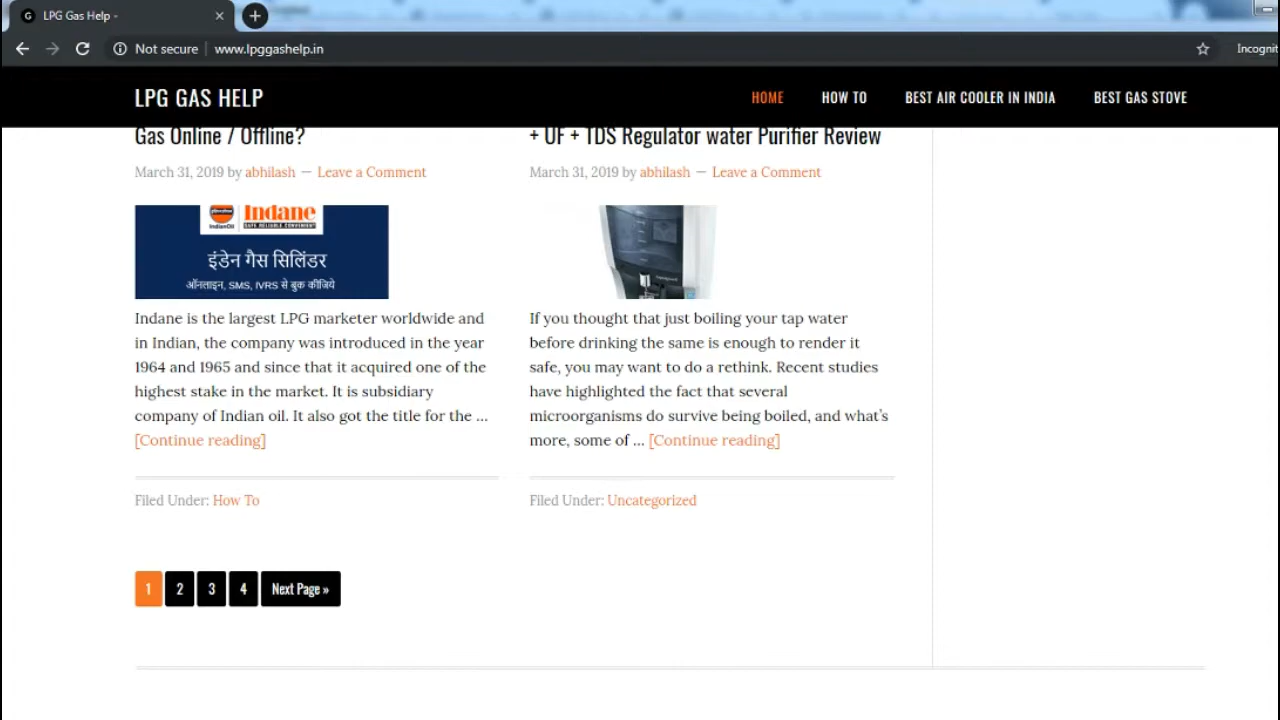 LPG Gas Help -
Not secure
www.lpggashelp.in
LPG GAS HELP
HOME
HOW TO
BEST AIR COOLER IN INDIA
BEST GAS STOVE
Gas Online / Offline?
March 31, 2019 by abhilash — Leave a Comment
IndianOil
Indane
SAFE. RELIABLE. CONVENIENT.
इंडेन गैस सिलिंडर
ऑनलाइन, SMS, IVRS से बुक कीजिये
Indane is the largest LPG marketer worldwide and
in Indian, the company was introduced in the year
1964 and 1965 and since that it acquired one of the
highest stake in the market. It is subsidiary
company of Indian oil. It also got the title for the ...
[Continue reading]
Filed Under: How To
+ UF + TDS Regulator water Purifier Review
March 31, 2019 by abhilash — Leave a Comment
If you thought that just boiling your tap water
before drinking the same is enough to render it
safe, you may want to do a rethink. Recent studies
have highlighted the fact that several
microorganisms do survive being boiled, and what's
more, some of ... [Continue reading]
Filed Under: Uncategorized
1 2 3 4 Next Page »